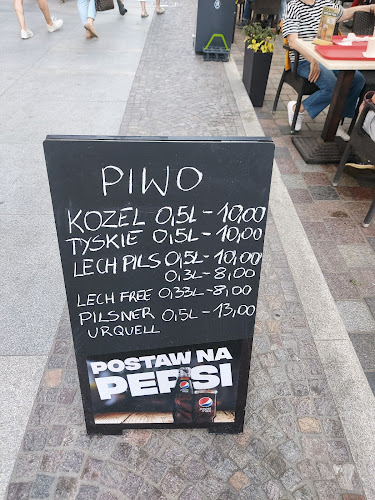 PIWO
KOZEL 0,5L - 10,00
TYSKIE 0,5L - 10,00
LECH PILS 0,5L - 10,00
0,3L - 8,00
LECH FREE 0,33L - 8,00
PILSNER 0,5L - 13,00
URQUELL
POSTAW NA
PEPSI